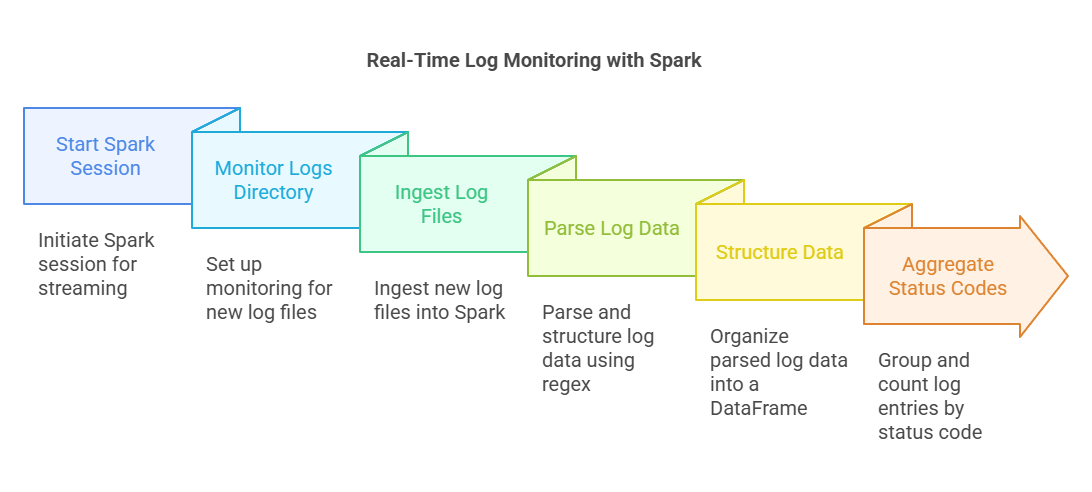 Real-Time Log Monitoring with Spark
Start Spark
Session
Initiate Spark
session for
streaming
Monitor Logs
Directory
Set up
monitoring for
new log files
Ingest Log
Files
Ingest new log
files into Spark
Parse Log Data
Parse and
structure log
data using
regex
Structure Data
Organize
parsed log data
into a
DataFrame
Aggregate
Status Codes
Group and
count log
entries by
status code